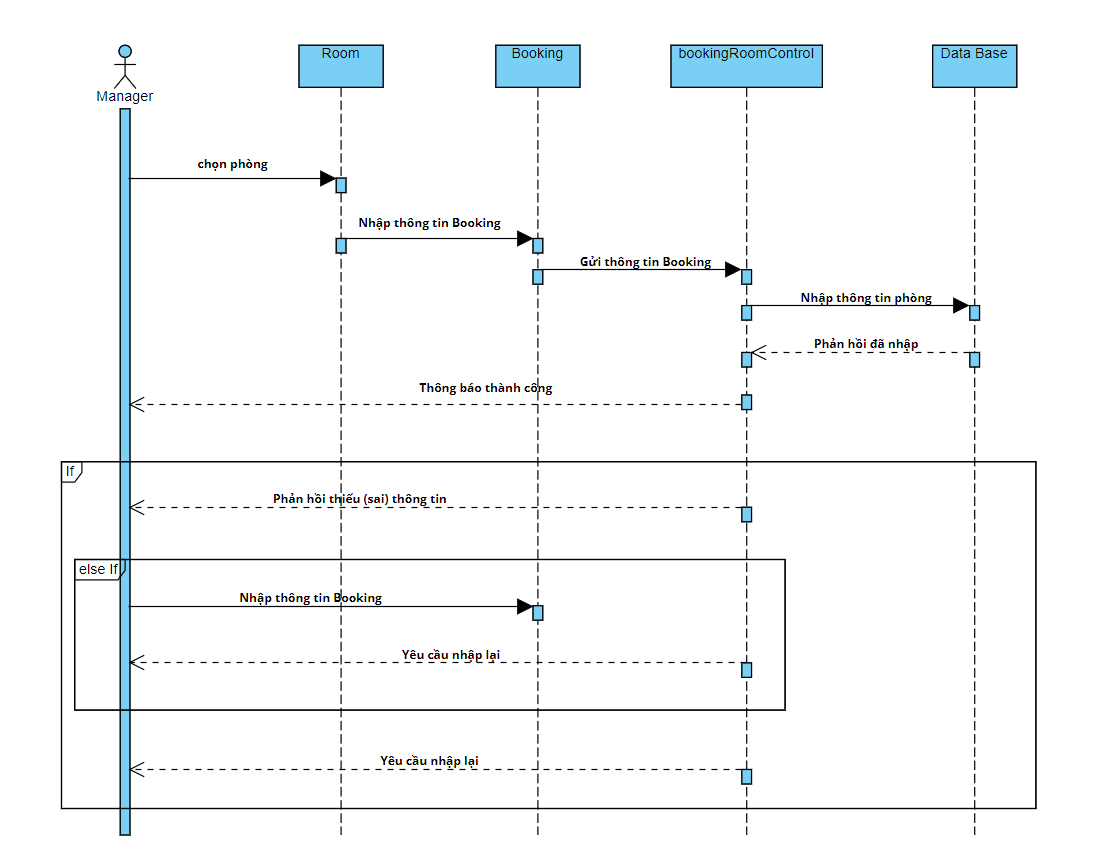 Manager
Room
Booking
bookingRoomControl
Data Base
chọn phòng
Nhập thông tin Booking
Gửi thông tin Booking
Nhập thông tin phòng
Phản hồi đã nhập
Thông báo thành công
If
Phản hồi thiếu (sai) thông tin
else If
Nhập thông tin Booking
Yêu cầu nhập lại
Yêu cầu nhập lại